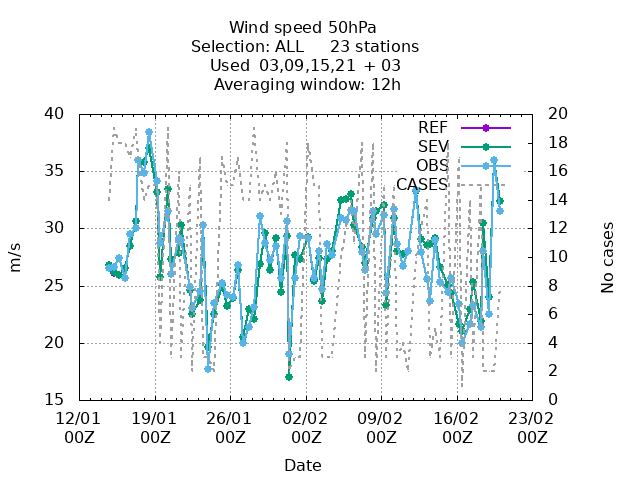 Wind speed 50hPa
Selection: ALL 23 stations
Used 03,09,15,21 + 03
Averaging window: 12h
40 20
REF 18
SEV
35 OBS 16
CASES 14
30 12
m/s 10 No cases
25 8
6
20 4
2
15 0
12/01 19/01 26/01 02/02 09/02 16/02 23/02
00Z 00Z 00Z 00Z 00Z 00Z 00Z
Date